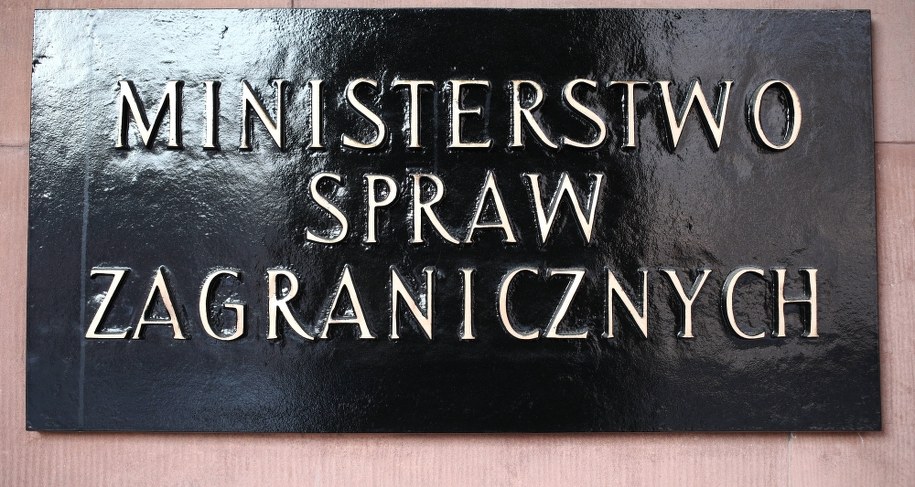 MINISTERSTWO
SPRAW
ZAGRANICZNYCH